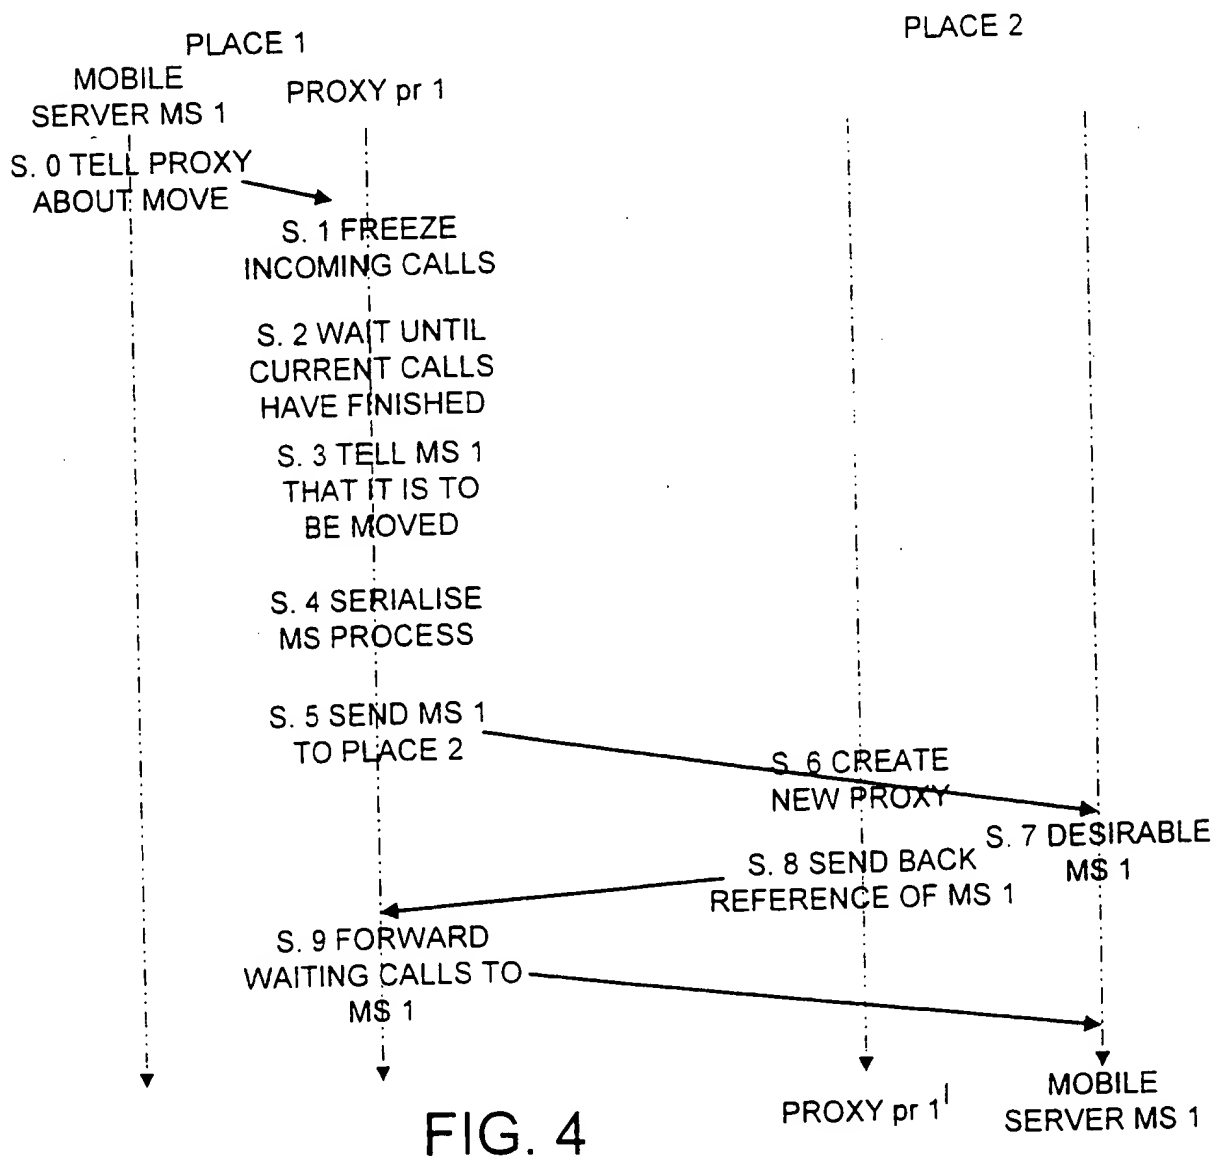 PLACE 1
PLACE 2
MOBILE
SERVER MS 1
PROXY pr 1
S. 0 TELL PROXY
ABOUT MOVE
S. 1 FREEZE
INCOMING CALLS
S. 2 WAIT UNTIL
CURRENT CALLS
HAVE FINISHED
S. 3 TELL MS 1
THAT IT IS TO
BE MOVED
S. 4 SERIALISE
MS PROCESS
S. 5 SEND MS 1
TO PLACE 2
S. 6 CREATE
NEW PROXY
S. 7 DESIRABLE
MS 1
S. 8 SEND BACK
REFERENCE OF MS 1
S. 9 FORWARD
WAITING CALLS TO
MS 1
PROXY pr 1|
MOBILE
SERVER MS 1
FIG. 4